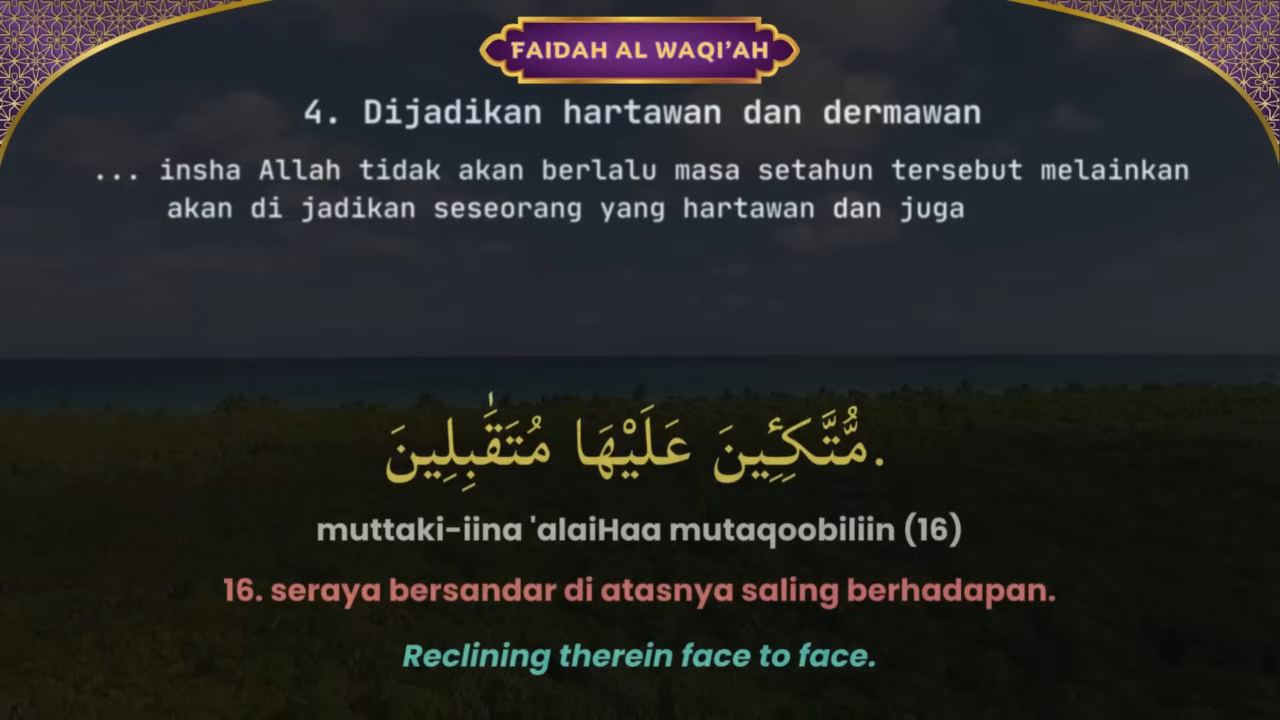 FAIDAH AL WAQI’AH
4. Dijadikan hartawan dan dermawan
... insha Allah tidak akan berlalu masa setahun tersebut melainkan
akan di jadikan seseorang yang hartawan dan juga
مُّتَّكِـِٔينَ عَلَيْهَا مُتَقَٰبِلِينَ.
muttaki-iina 'alaiHaa mutaqoobiliin (16)
16. seraya bersandar di atasnya saling berhadapan.
Reclining therein face to face.